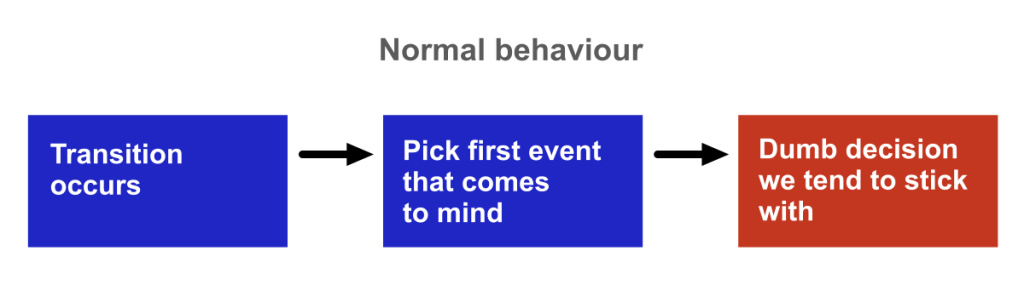 Normal behaviour
Transition
occurs
Pick first event
that comes
to mind
Dumb decision
we tend to stick
with